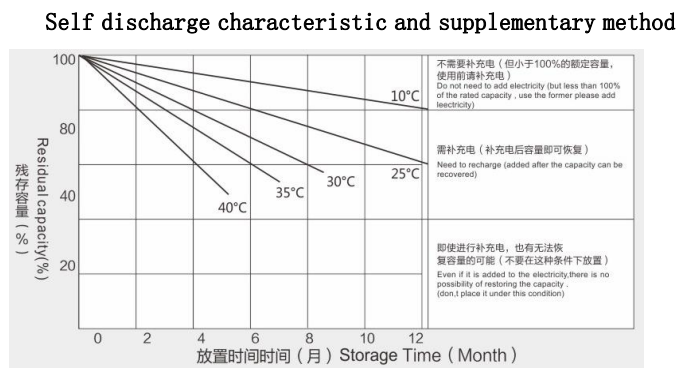 Self discharge characteristic and supplementary method
100
80
40
20
残存容量（%）
Residual capacity(%)
10℃
25℃
30℃
35℃
40℃
不需要补充电（但小于100%的额定容量，
使用前请补充电）
Do not need to add electricity (but less than 100%
of the rated capacity , use the former please add
leectricity)
需补充电（补充电后容量即可恢复）
Need to recharge (added after the capacity can be
recovered)
即使进行补充电，也有无法恢
复容量的可能（不要在这种条件下放置）
Even if it is added to the electricity,there is no
possibility of restoring the capacity .
(don,t place it under this condition)
0 2 4 6 8 10 12
放置时间时间（月）Storage Time（Month）